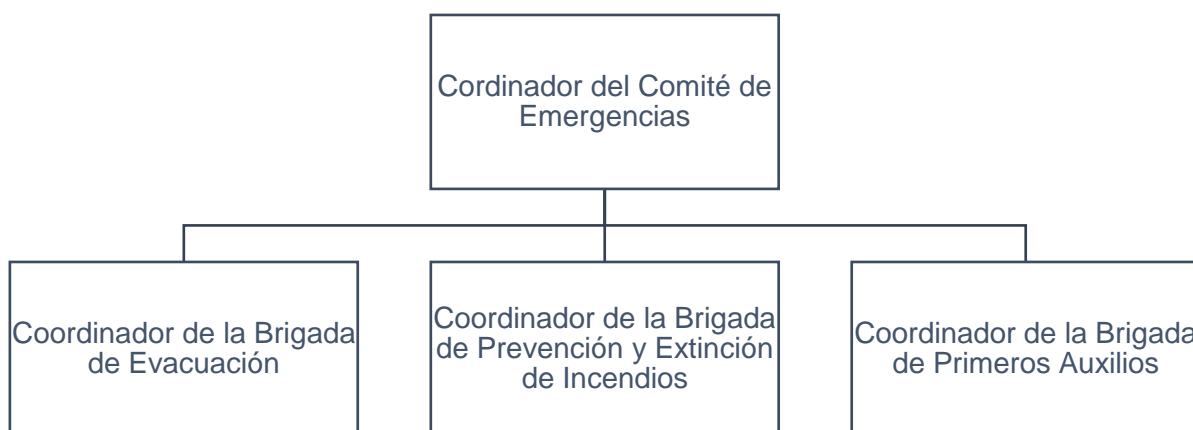 Cordinador del Comité de
Emergencias
Coordinador de la Brigada
de Evacuación
Coordinador de la Brigada
de Prevención y Extinción
de Incendios
Coordinador de la Brigada
de Primeros Auxilios